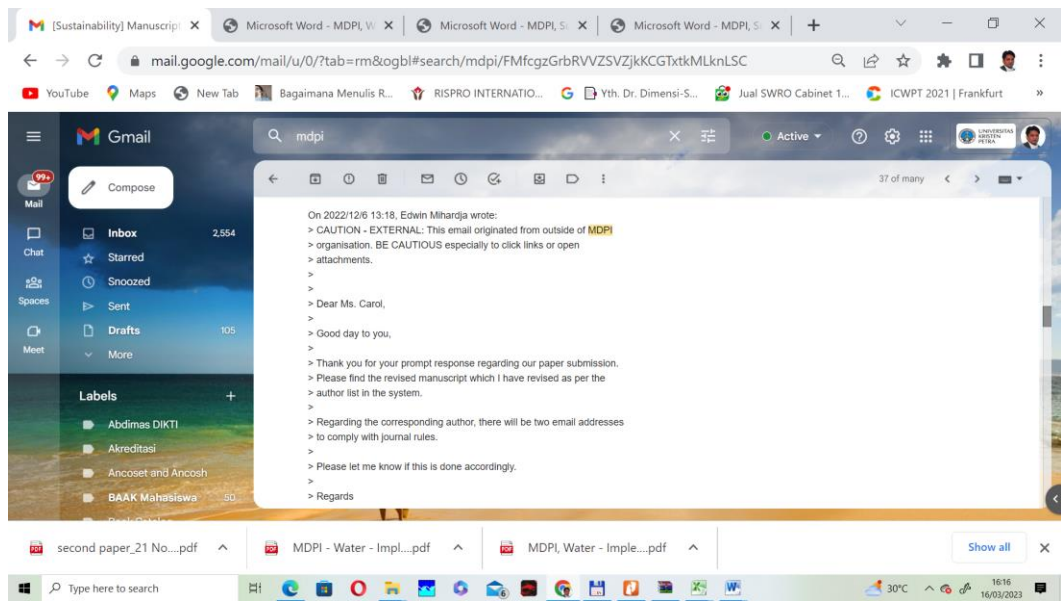 [Sustainability] Manuscrip
Microsoft Word - MDPI, W
Microsoft Word - MDPI, S
Microsoft Word - MDPI, S
mail.google.com/mail/u/0/?tab=rm&ogbl#search/mdpi/FMfcgzGrbRVVZSVZjkKCGTxtkMLknLSC
YouTube
Maps
New Tab
Bagaimana Menulis R...
RISPRO INTERNATIO...
Yth. Dr. Dimensi-S...
Jual SWRO Cabinet 1...
ICWPT 2021 | Frankfurt
»
Gmail
mdpi
Active
UNIVERSITAS
KRISTEN
PETRA
99+
Mail
Chat
Spaces
Meet
Compose
Inbox 2,554
Starred
Snoozed
Sent
Drafts 105
More
Labels +
Abdimas DIKTI
Akreditasi
Ancoset and Ancosh
BAAK Mahasiswa 50
37 of many
On 2022/12/6 13:18, Edwin Mihardja wrote:
> CAUTION - EXTERNAL: This email originated from outside of MDPI
> organisation. BE CAUTIOUS especially to click links or open
> attachments.
>
>
> Dear Ms. Carol,
>
> Good day to you,
>
> Thank you for your prompt response regarding our paper submission.
> Please find the revised manuscript which I have revised as per the
> author list in the system.
>
> Regarding the corresponding author, there will be two email addresses
> to comply with journal rules.
>
> Please let me know if this is done accordingly.
>
> Regards
second paper_21 No....pdf
MDPI - Water - Impl....pdf
MDPI, Water - Imple....pdf
Show all
Type here to search
30°C
16:16
16/03/2023